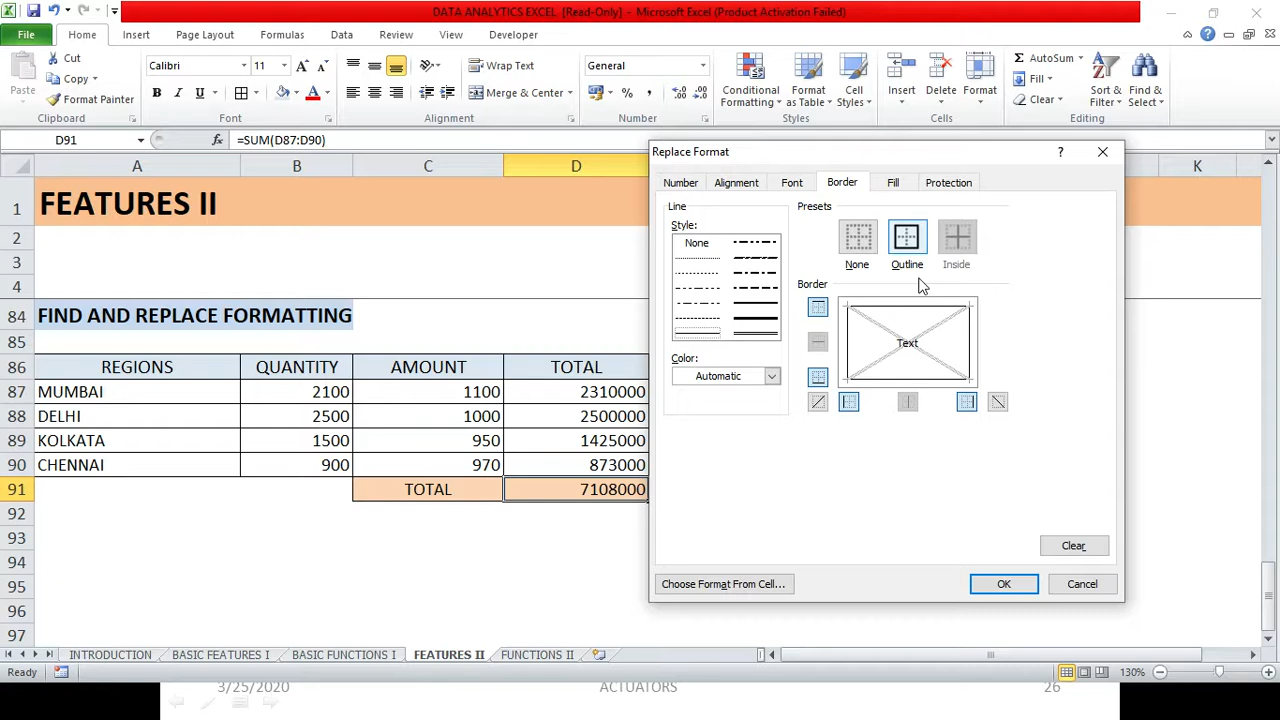 DATA ANALYTICS EXCEL [Read-Only] - Microsoft Excel (Product Activation Failed)
File Home Insert Page Layout Formulas Data Review View Developer
Paste
Cut
Copy
Format Painter
Clipboard
Calibri 11
B I U
Font
Wrap Text
Merge & Center
Alignment
General
Number
Conditional Formatting
Format as Table
Cell Styles
Styles
Insert Delete Format
Cells
AutoSum
Fill
Clear
Sort & Filter
Find & Select
Editing
D91 fx =SUM(D87:D90)
A B C D K
1 FEATURES II
2
3
4
84 FIND AND REPLACE FORMATTING
85
86 REGIONS QUANTITY AMOUNT TOTAL
87 MUMBAI 2100 1100 2310000
88 DELHI 2500 1000 2500000
89 KOLKATA 1500 950 1425000
90 CHENNAI 900 970 873000
91 TOTAL 7108000
92
93
94
95
96
97
Replace Format
Number Alignment Font Border Fill Protection
Line
Style:
None
Color:
Automatic
Presets
None Outline Inside
Border
Text
Clear
Choose Format From Cell... OK Cancel
INTRODUCTION BASIC FEATURES I BASIC FUNCTIONS I FEATURES II FUNCTIONS II
Ready 130%
3/25/2020 ACTUATORS 26